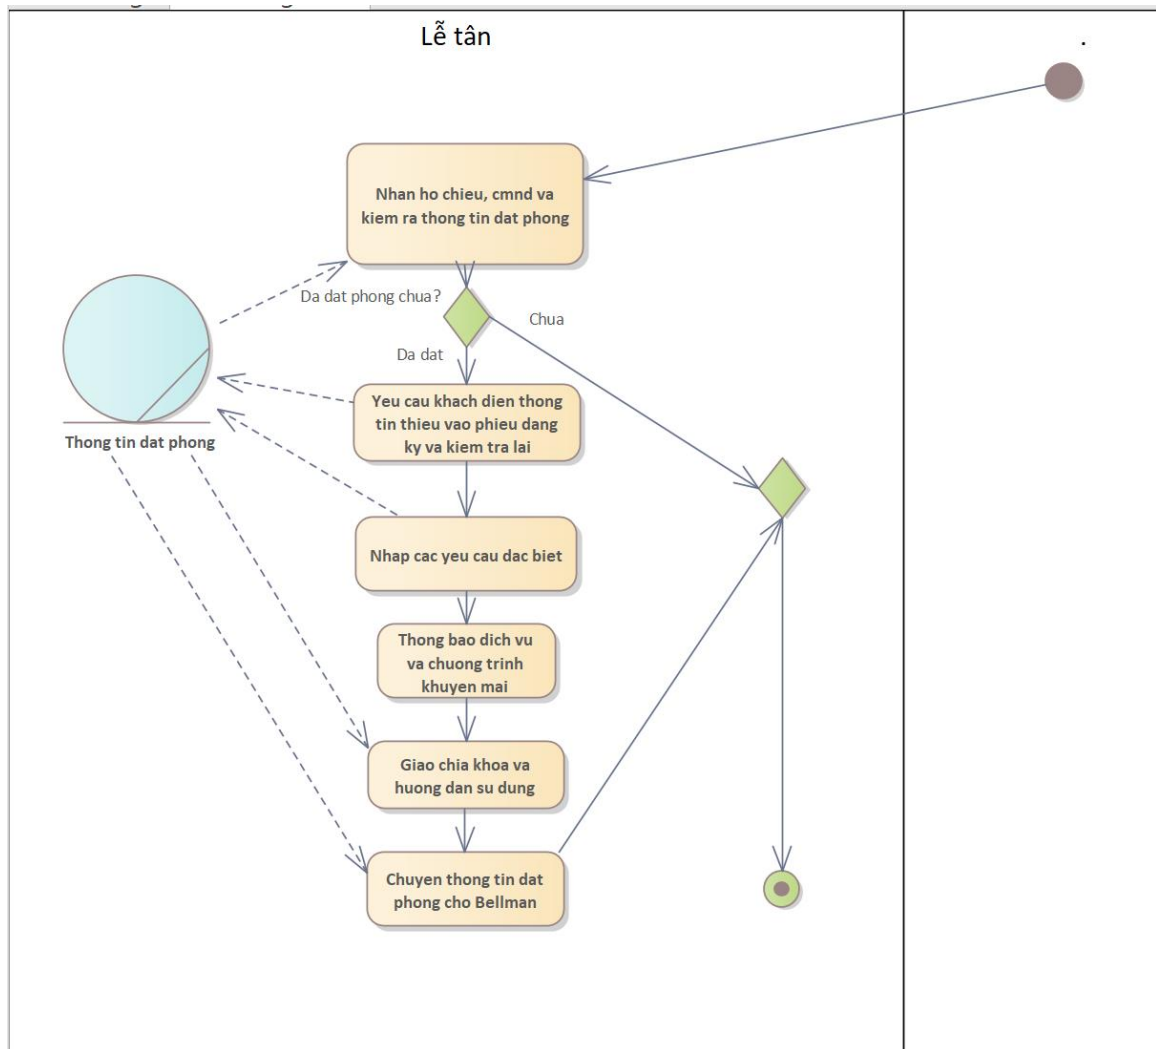 Lễ tân
.
Nhan ho chieu, cmnd va
kiem ra thong tin dat phong
Da dat phong chua?
Chua
Da dat
Thong tin dat phong
Yeu cau khach dien thong
tin thieu vao phieu dang
ky va kiem tra lai
Nhap cac yeu cau dac biet
Thong bao dich vu
va chuong trinh
khuyen mai
Giao chia khoa va
huong dan su dung
Chuyen thong tin dat
phong cho Bellman